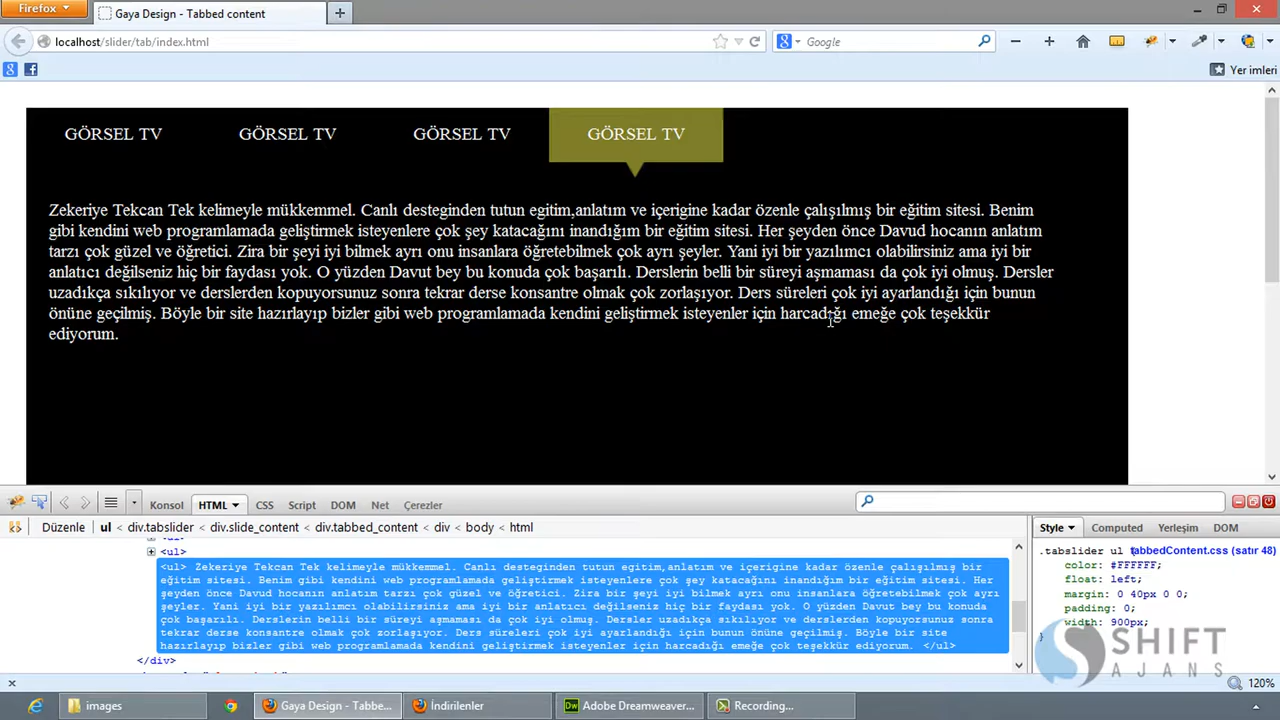 Firefox
Gaya Design - Tabbed content
localhost/slider/tab/index.html
Google
Yer imleri
GÖRSEL TV GÖRSEL TV GÖRSEL TV GÖRSEL TV
Zekeriye Tekcan Tek kelimeyle mükkemmel. Canlı desteginden tutun egitim,anlatım ve içerigine kadar özenle çalışılmış bir eğitim sitesi. Benim
gibi kendini web programlamada geliştirmek isteyenlere çok şey katacağını inandığım bir eğitim sitesi. Her şeyden önce Davud hocanın anlatım
tarzı çok güzel ve öğretici. Zira bir şeyi iyi bilmek ayrı onu insanlara öğretebilmek çok ayrı şeyler. Yani iyi bir yazılımcı olabilirsiniz ama iyi bir
anlatıcı değilseniz hiç bir faydası yok. O yüzden Davut bey bu konuda çok başarılı. Derslerin belli bir süreyi aşmaması da çok iyi olmuş. Dersler
uzadıkça sıkılıyor ve derslerden kopuyorsunuz sonra tekrar derse konsantre olmak çok zorlaşıyor. Ders süreleri çok iyi ayarlandığı için bunun
önüne geçilmiş. Böyle bir site hazırlayıp bizler gibi web programlamada kendini geliştirmek isteyenler için harcadığı emeğe çok teşekkür
ediyorum.
Konsol HTML CSS Script DOM Net Çerezler
Düzenle ul < div.tabslider < div.slide_content < div.tabbed_content < div < body < html
Style Computed Yerleşim DOM
<ul>
<ul> Zekeriye Tekcan Tek kelimeyle mükkemmel. Canlı desteginden tutun egitim,anlatım ve içerigine kadar özenle çalışılmış bir
eğitim sitesi. Benim gibi kendini web programlamada geliştirmek isteyenlere çok şey katacağını inandığım bir eğitim sitesi. Her
şeyden önce Davud hocanın anlatım tarzı çok güzel ve öğretici. Zira bir şeyi iyi bilmek ayrı onu insanlara öğretebilmek çok ayrı
şeyler. Yani iyi bir yazılımcı olabilirsiniz ama iyi bir anlatıcı değilseniz hiç bir faydası yok. O yüzden Davut bey bu konuda
çok başarılı. Derslerin belli bir süreyi aşmaması da çok iyi olmuş. Dersler uzadıkça sıkılıyor ve derslerden kopuyorsunuz sonra
tekrar derse konsantre olmak çok zorlaşıyor. Ders süreleri çok iyi ayarlandığı için bunun önüne geçilmiş. Böyle bir site
hazırlayıp bizler gibi web programlamada kendini geliştirmek isteyenler için harcadığı emeğe çok teşekkür ediyorum. </ul>
</div>
.tabslider ul { tabbedContent.css (satır 48)
color: #FFFFFF;
float: left;
margin: 0 40px 0 0;
padding: 0;
width: 900px;
}
SHIFT
AJANS
120%
images
Gaya Design - Tabbe...
İndirilenler
Adobe Dreamweaver...
Recording...